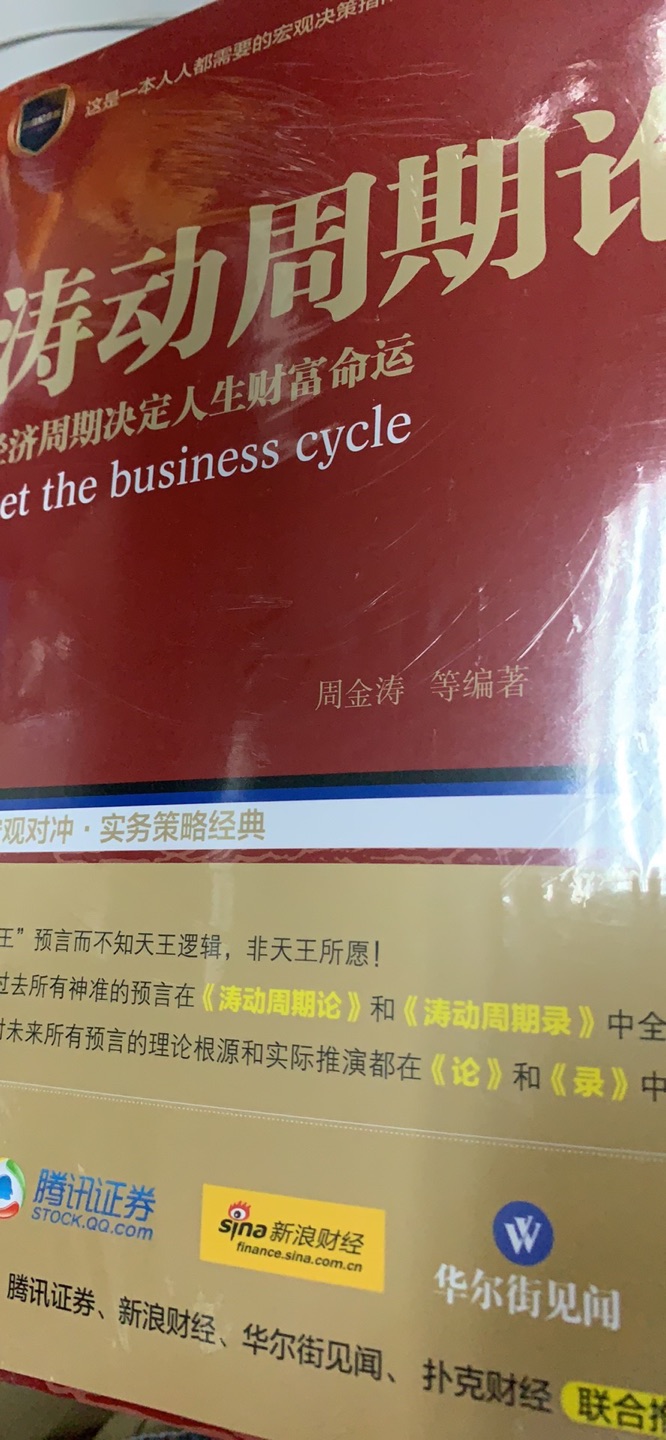 这是一本人人都需要的宏观决策指
涛动周期论
经济周期决定人生财富命运
et the business cycle
周金涛 等编著
观对冲·实务策略经典
王”预言而不知天王逻辑，非天王所愿！
过去所有神准的预言在《涛动周期论》和《涛动周期录》中全
对未来所有预言的理论根源和实际推演都在《论》和《录》中
腾讯证券
STOCK.QQ.COM
sina新浪财经
finance.sina.com.cn
W
华尔街见闻
腾讯证券、新浪财经、华尔街见闻、扑克财经 联合推